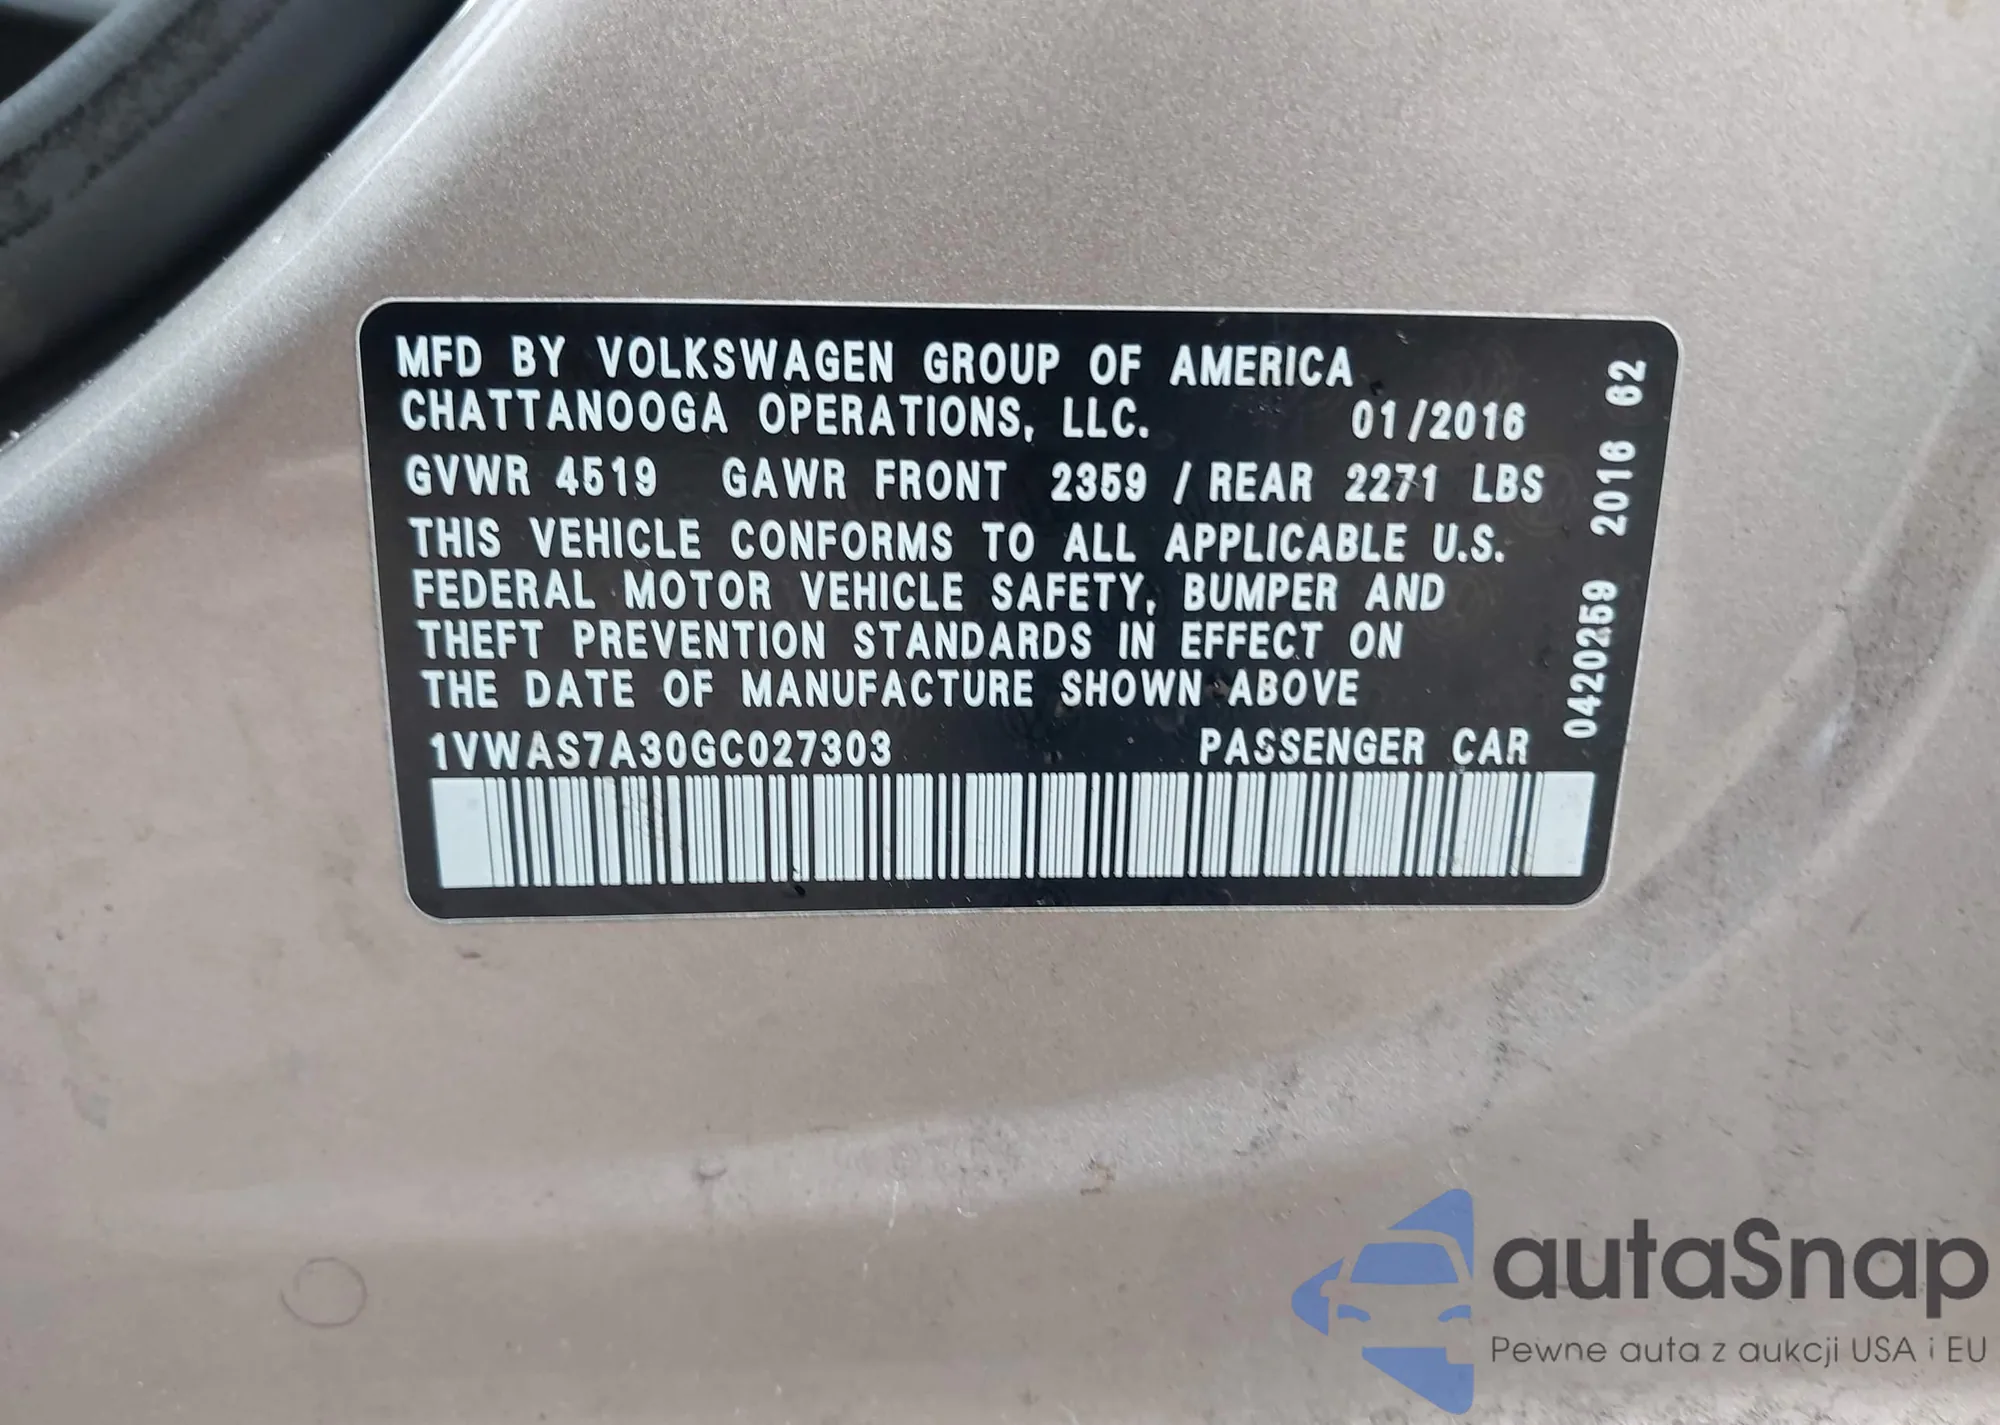 MFD BY VOLKSWAGEN GROUP OF AMERICA
CHATTANOOGA OPERATIONS, LLC. 01/2016
GVWR 4519 GAWR FRONT 2359 / REAR 2271 LBS
THIS VEHICLE CONFORMS TO ALL APPLICABLE U.S.
FEDERAL MOTOR VEHICLE SAFETY, BUMPER AND
THEFT PREVENTION STANDARDS IN EFFECT ON
THE DATE OF MANUFACTURE SHOWN ABOVE
1VWAS7A30GC027303 PASSENGER CAR
0420259 2016 62
autaSnap
Pewne auta z aukcji USA i EU